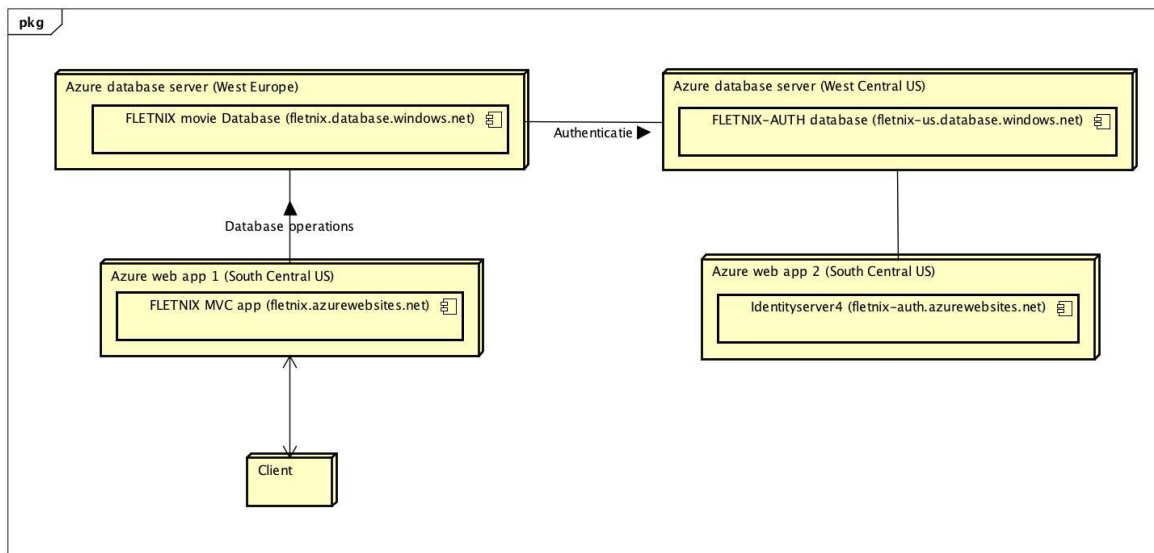 pkg
Azure database server (West Europe)
FLETNIX movie Database (fletnix.database.windows.net)
Authenticatie
Azure database server (West Central US)
FLETNIX-AUTH database (fletnix-us.database.windows.net)
Database operations
Azure web app 1 (South Central US)
FLETNIX MVC app (fletnix.azurewebsites.net)
Azure web app 2 (South Central US)
Identityserver4 (fletnix-auth.azurewebsites.net)
Client